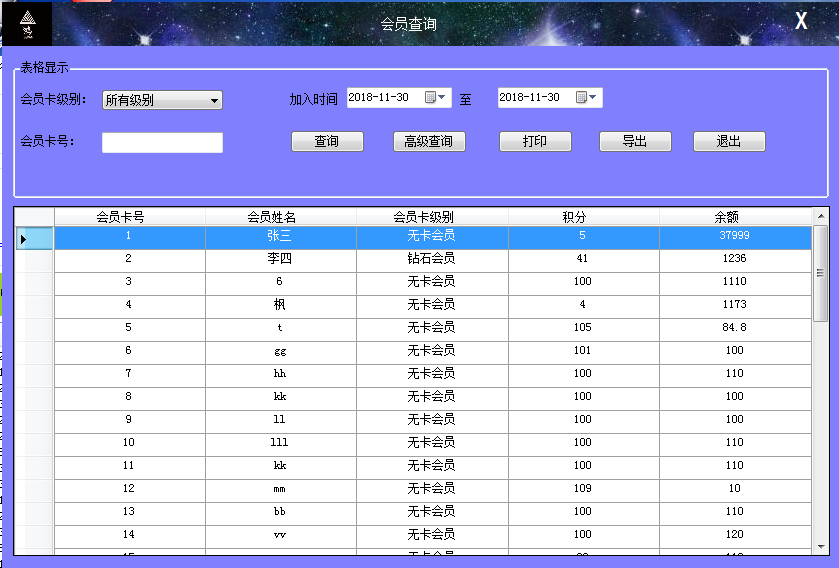 会员查询 X
表格显示
会员卡级别: 所有级别 加入时间 2018-11-30 至 2018-11-30
会员卡号: 查询 高级查询 打印 导出 退出
会员卡号 会员姓名 会员卡级别 积分 余额
1 张三 无卡会员 5 37999
2 李四 钻石会员 41 1236
3 6 无卡会员 100 1110
4 枫 无卡会员 4 1173
5 t 无卡会员 105 84.8
6 gg 无卡会员 101 100
7 hh 无卡会员 100 110
8 kk 无卡会员 100 100
9 ll 无卡会员 100 100
10 lll 无卡会员 100 110
11 kk 无卡会员 100 110
12 mm 无卡会员 109 10
13 bb 无卡会员 100 110
14 vv 无卡会员 100 120